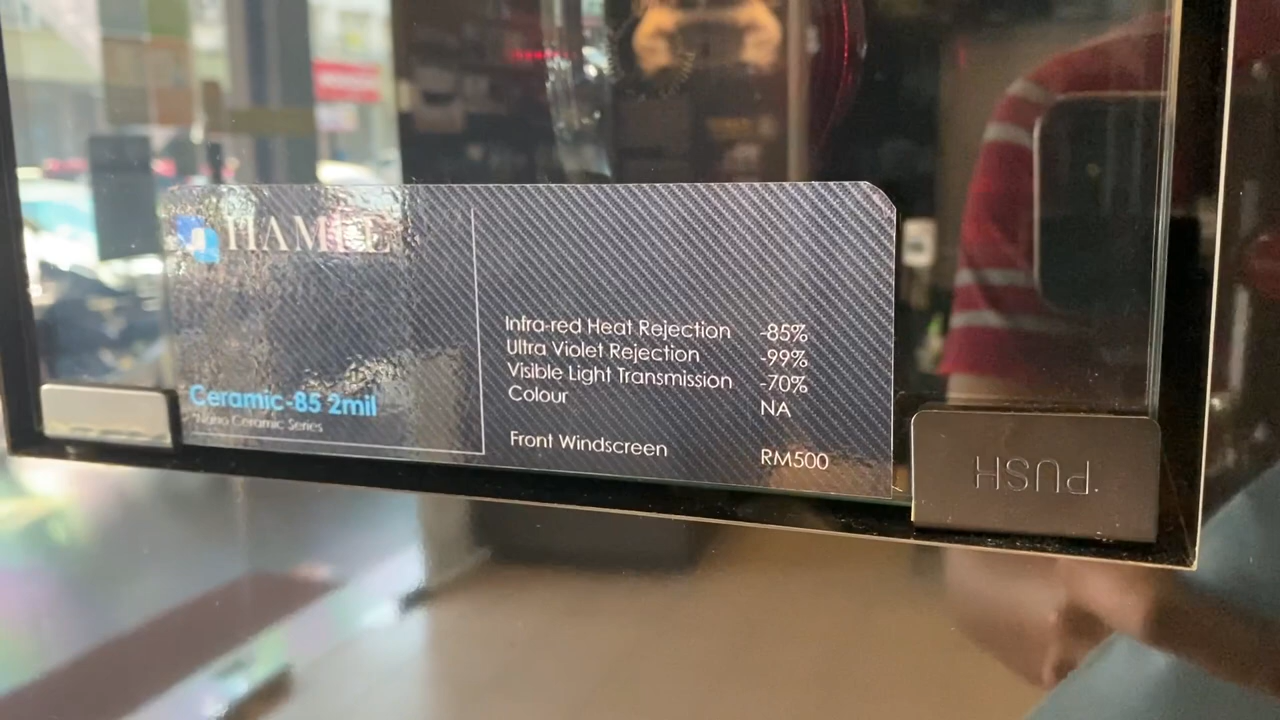 Infra-red Heat Rejection -85%
Ultra Violet Rejection -99%
Visible Light Transmission -70%
Colour NA
Front Windscreen RM500
Ceramic-85 2mil
Nano Ceramic Series
PUSH